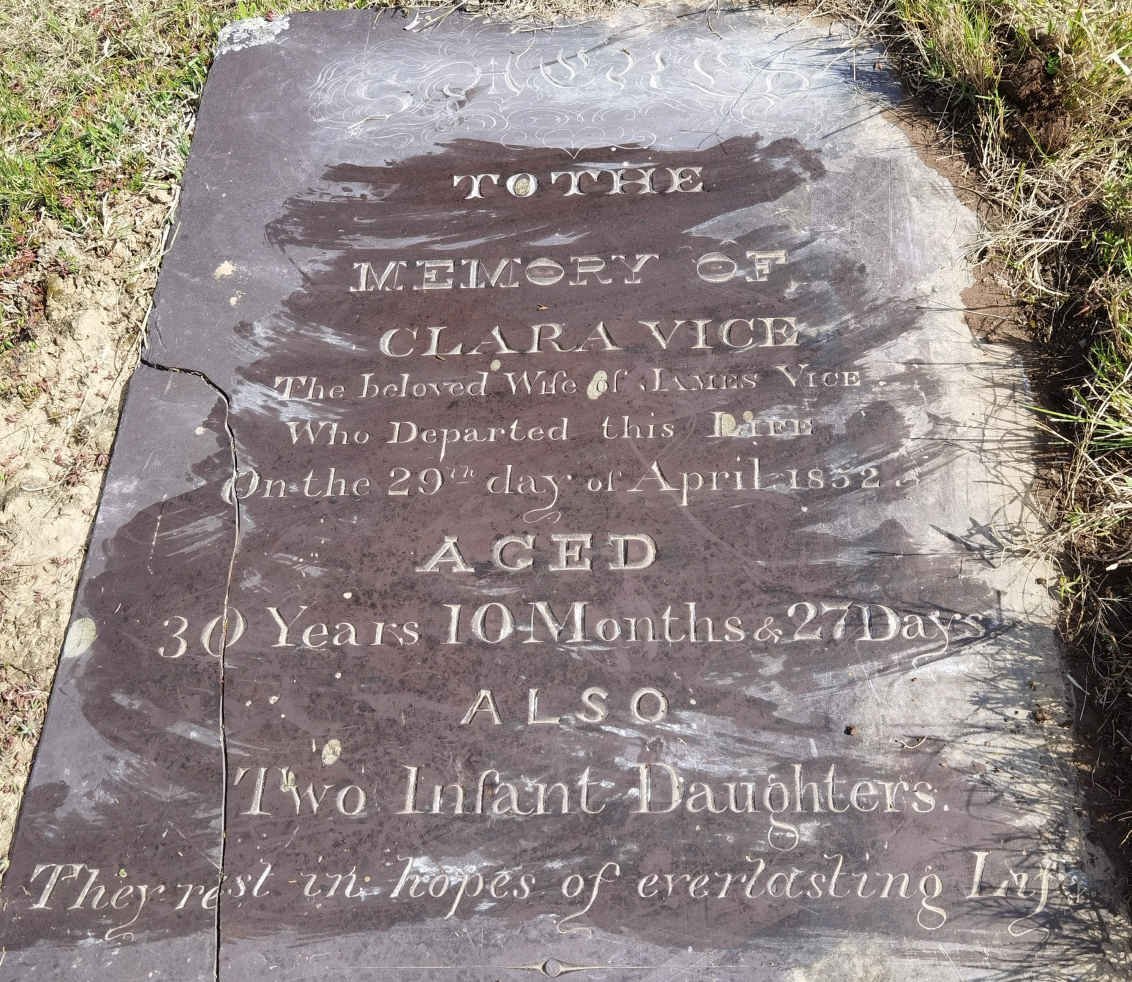 SACRED
TO THE
MEMORY OF
CLARA VICE
The beloved Wife of JAMES VICE
Who Departed this LIFE
On the 29th day of April 1852.
AGED
30 Years 10 Months & 27 Days
ALSO
Two Infant Daughters.
They rest in hopes of everlasting Life